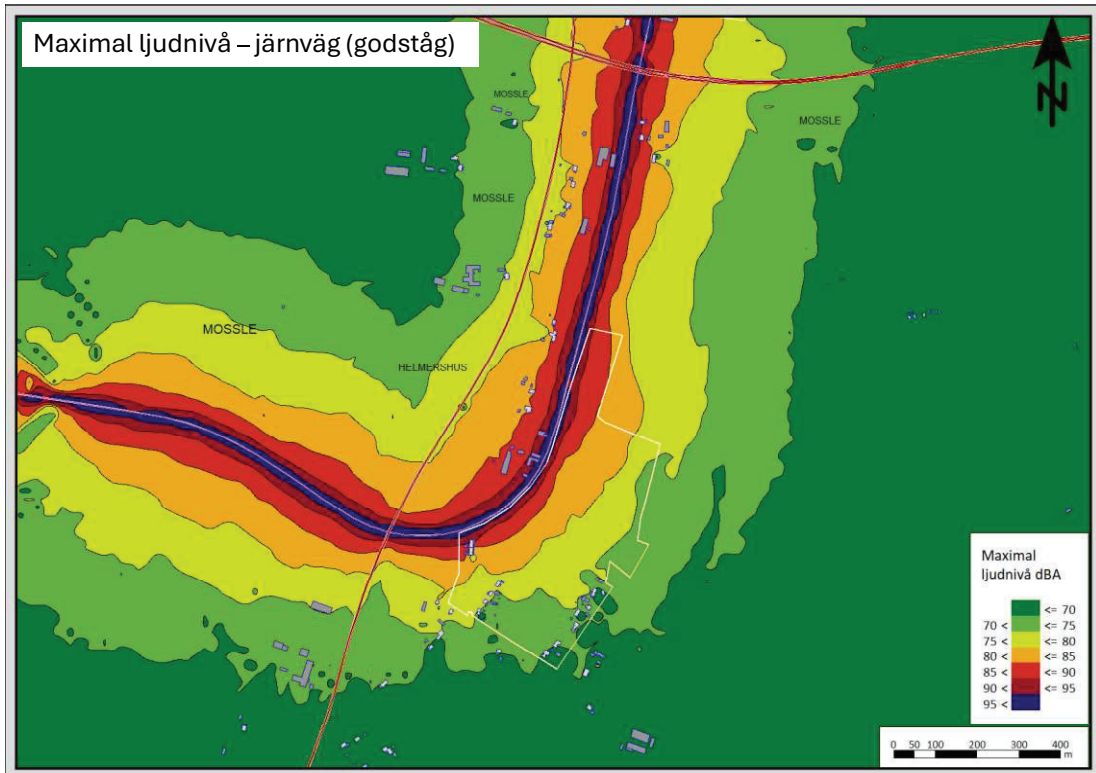 Maximal ljudnivå – järnväg (godståg)
N
MOSSLE
MOSSLE
MOSSLE
MOSSLE
HELMERSHUS
Maximal
ljudnivå dBA
<= 70
70 < <= 75
75 < <= 80
80 < <= 85
85 < <= 90
90 < <= 95
95 <
0 50 100 200 300 400
m